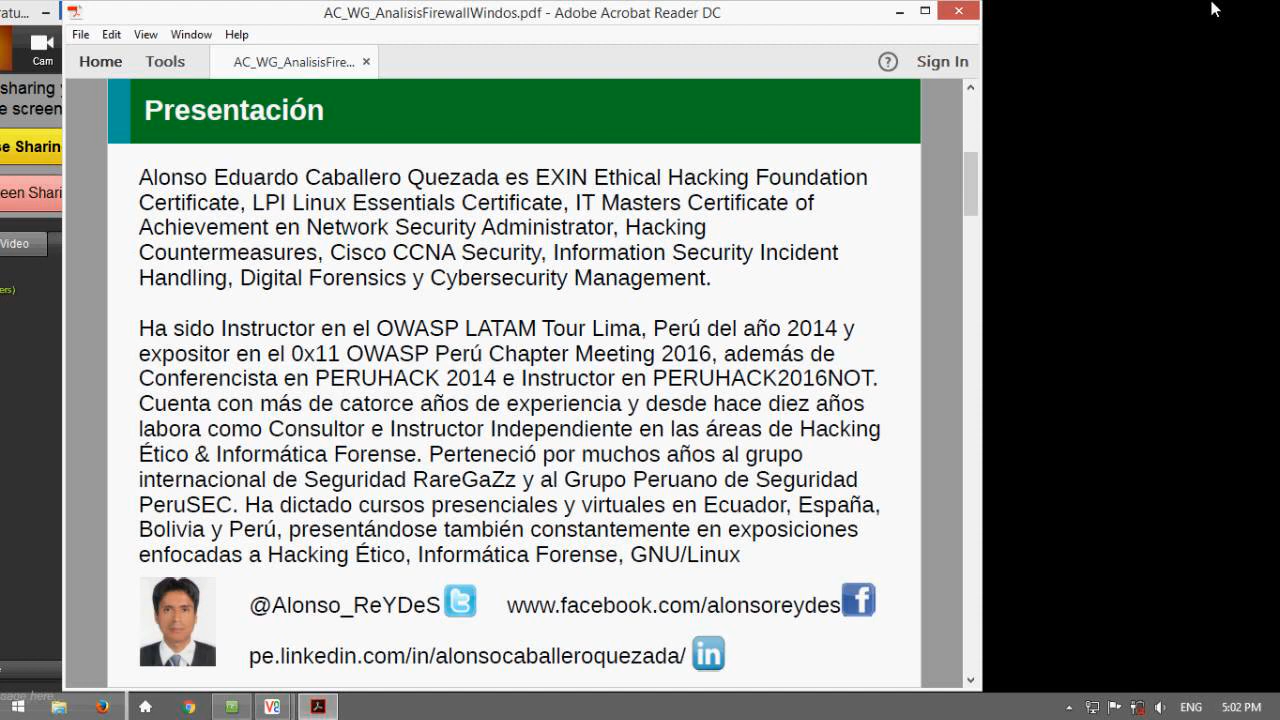 ratu...
AC_WG_AnalisisFirewallWindos.pdf - Adobe Acrobat Reader DC
File Edit View Window Help
Cam
Home Tools AC_WG_AnalisisFire... × ? Sign In
sharing
e screen
se Sharin
een Shari
Video
ers)
Presentación
Alonso Eduardo Caballero Quezada es EXIN Ethical Hacking Foundation
Certificate, LPI Linux Essentials Certificate, IT Masters Certificate of
Achievement en Network Security Administrator, Hacking
Countermeasures, Cisco CCNA Security, Information Security Incident
Handling, Digital Forensics y Cybersecurity Management.
Ha sido Instructor en el OWASP LATAM Tour Lima, Perú del año 2014 y
expositor en el 0x11 OWASP Perú Chapter Meeting 2016, además de
Conferencista en PERUHACK 2014 e Instructor en PERUHACK2016NOT.
Cuenta con más de catorce años de experiencia y desde hace diez años
labora como Consultor e Instructor Independiente en las áreas de Hacking
Ético & Informática Forense. Perteneció por muchos años al grupo
internacional de Seguridad RareGaZz y al Grupo Peruano de Seguridad
PeruSEC. Ha dictado cursos presenciales y virtuales en Ecuador, España,
Bolivia y Perú, presentándose también constantemente en exposiciones
enfocadas a Hacking Ético, Informática Forense, GNU/Linux
@Alonso_ReYDeS www.facebook.com/alonsoreydes f
pe.linkedin.com/in/alonsocaballeroquezada/ in
sage here
ENG 5:02 PM